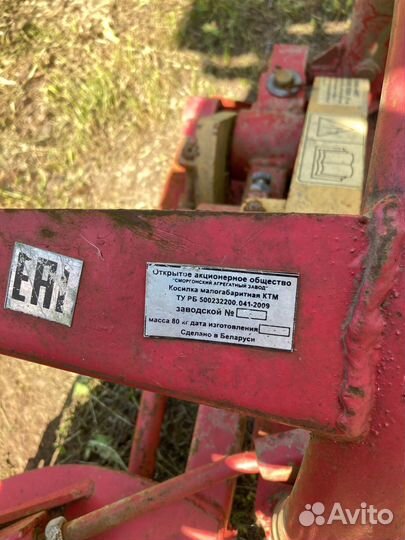 EAC
Открытое акционерное общество
"СМОРГОНСКИЙ АГРЕГАТНЫЙ ЗАВОД"
Косилка малогабаритная КТМ
ТУ РБ 500232200.041-2009
заводской №
масса 80 кг дата изготовления
Сделано в Беларуси
Avito